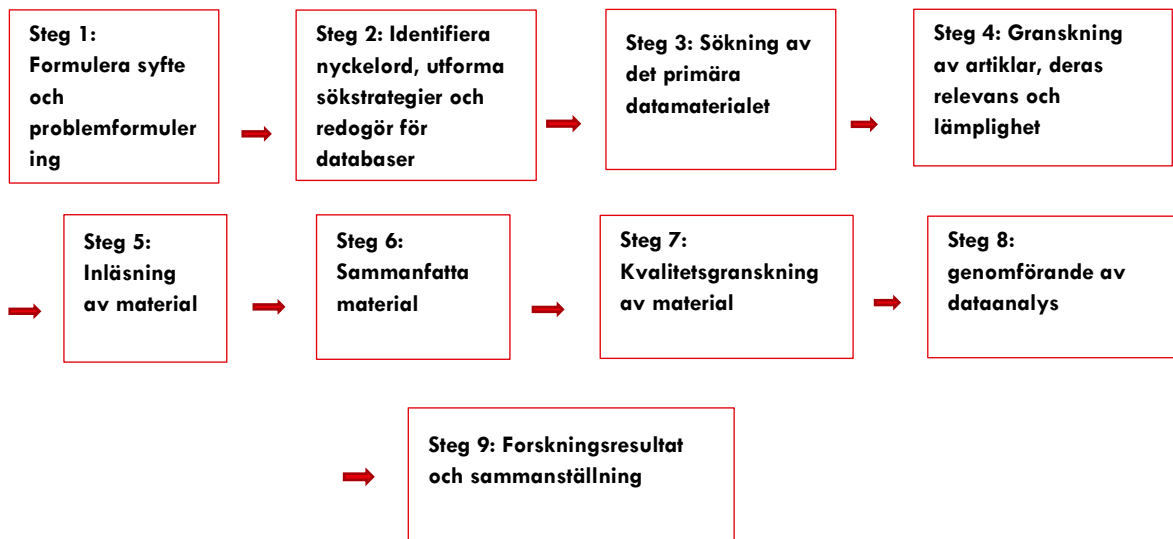 Steg 1:
Formulera syfte
och
problemformuler
ing
Steg 2: Identifiera
nyckelord, utforma
sökstrategier och
redogör för
databaser
Steg 3: Sökning av
det primära
datamaterialet
Steg 4: Granskning
av artiklar, deras
relevans och
lämplighet
Steg 5:
Inläsning
av material
Steg 6:
Sammanfatta
material
Steg 7:
Kvalitetsgranskning
av material
Steg 8:
genomförande av
dataanalys
Steg 9: Forskningsresultat
och sammanställning